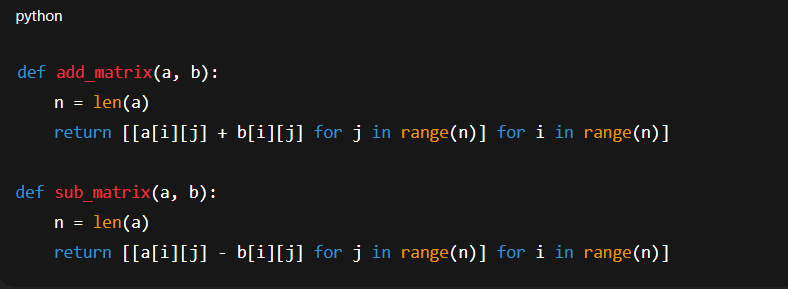 python
def add_matrix(a, b):
    n = len(a)
    return [[a[i][j] + b[i][j] for j in range(n)] for i in range(n)]
def sub_matrix(a, b):
    n = len(a)
    return [[a[i][j] - b[i][j] for j in range(n)] for i in range(n)]